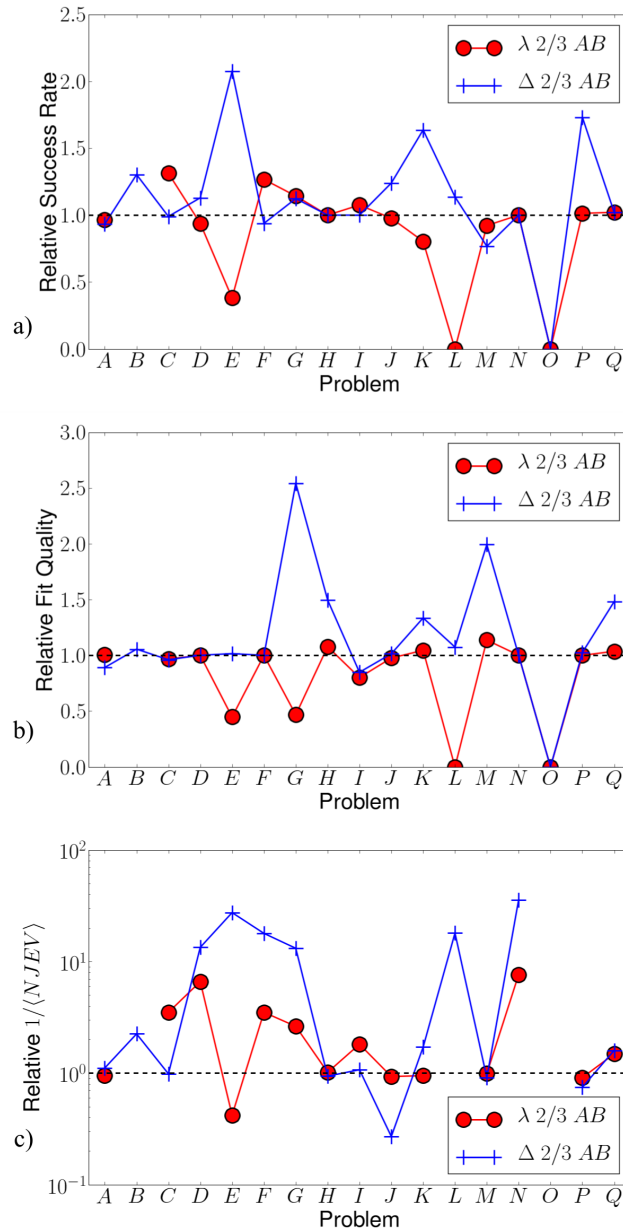 2.5
λ 2/3 AB
Δ 2/3 AB
2.0
1.5
1.0
0.5
0.0
Relative Success Rate
a)
A B C D E F G H I J K L M N O P Q
Problem
3.0
λ 2/3 AB
Δ 2/3 AB
2.5
2.0
1.5
1.0
0.5
0.0
Relative Fit Quality
b)
A B C D E F G H I J K L M N O P Q
Problem
10²
10¹
10⁰
10⁻¹
Relative 1/⟨NJEV⟩
λ 2/3 AB
Δ 2/3 AB
c)
A B C D E F G H I J K L M N O P Q
Problem